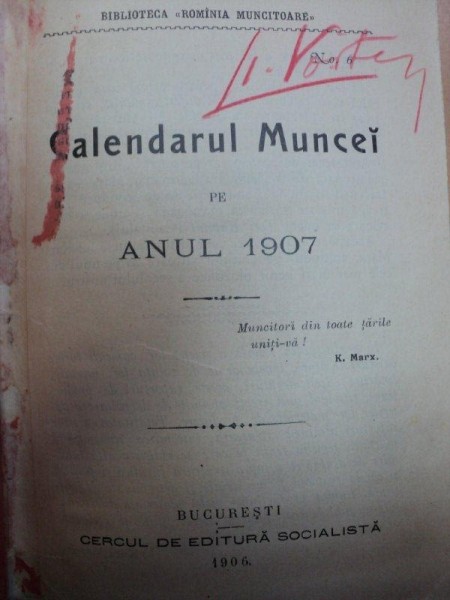 BIBLIOTECA «ROMÎNIA MUNCITOARE»
No. 6
Calendarul Munceĭ
PE
ANUL 1907
Muncitorĭ din toate țările
uniți-vă !
K. Marx.
BUCUREȘTI
CERCUL DE EDITURĂ SOCIALISTĂ
1906.